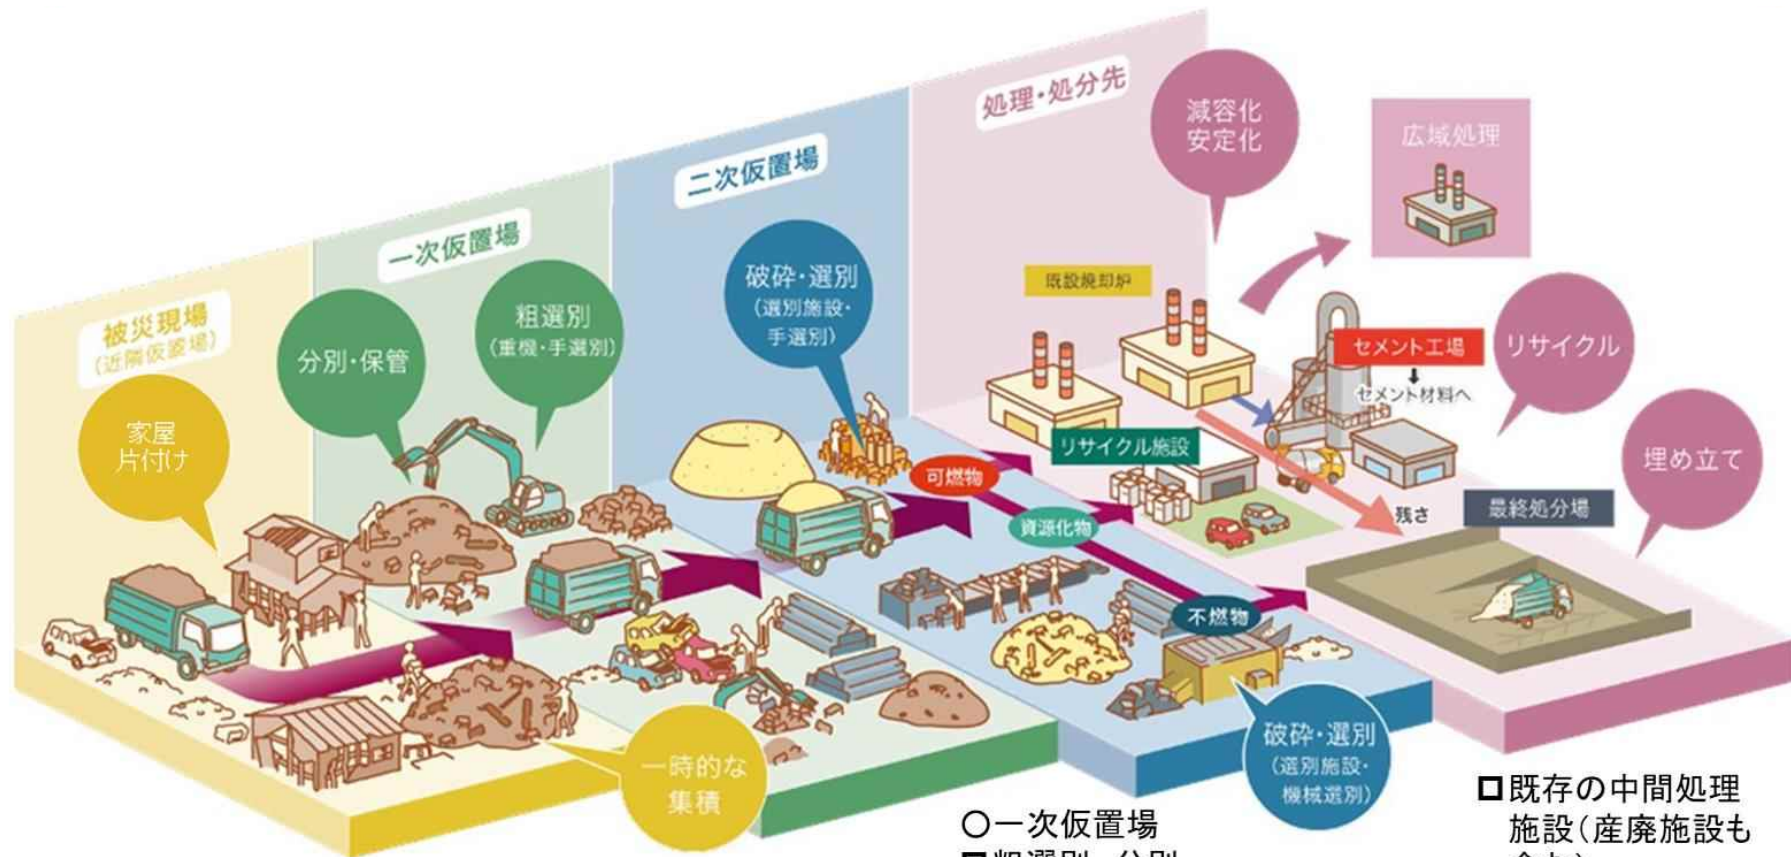 被災現場
(近隣仮置場)
家屋
片付け
一時的な
集積
一次仮置場
分別・保管
粗選別
(重機・手選別)
二次仮置場
破砕・選別
(選別施設・
手選別)
可燃物
資源化物
不燃物
破砕・選別
(選別施設・
機械選別)
処理・処分先
減容化
安定化
広域処理
既設焼却炉
セメント工場
セメント材料へ
リサイクル
リサイクル施設
残さ
最終処分場
埋め立て
○一次仮置場
□既存の中間処理
施設(産廃施設も